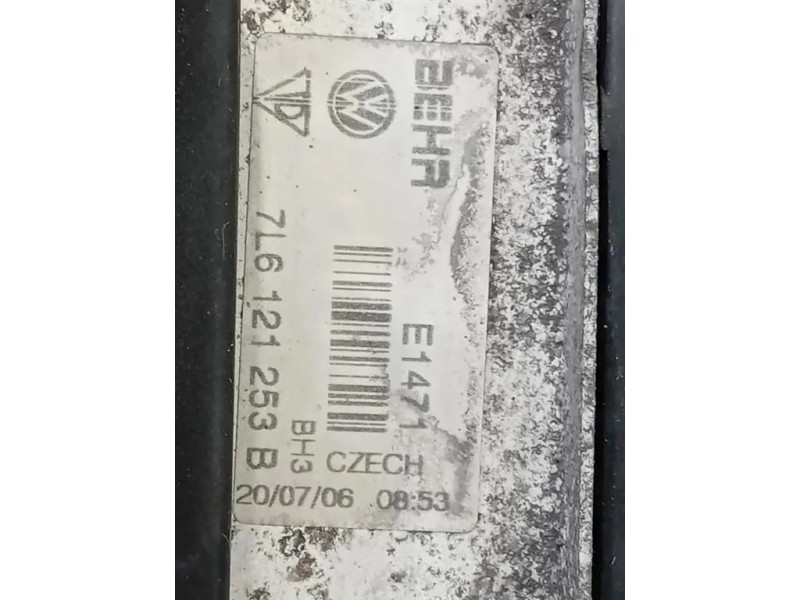 BEHR
E1471
7L6 121 253 B
BH3
CZECH
20/07/06 08:53